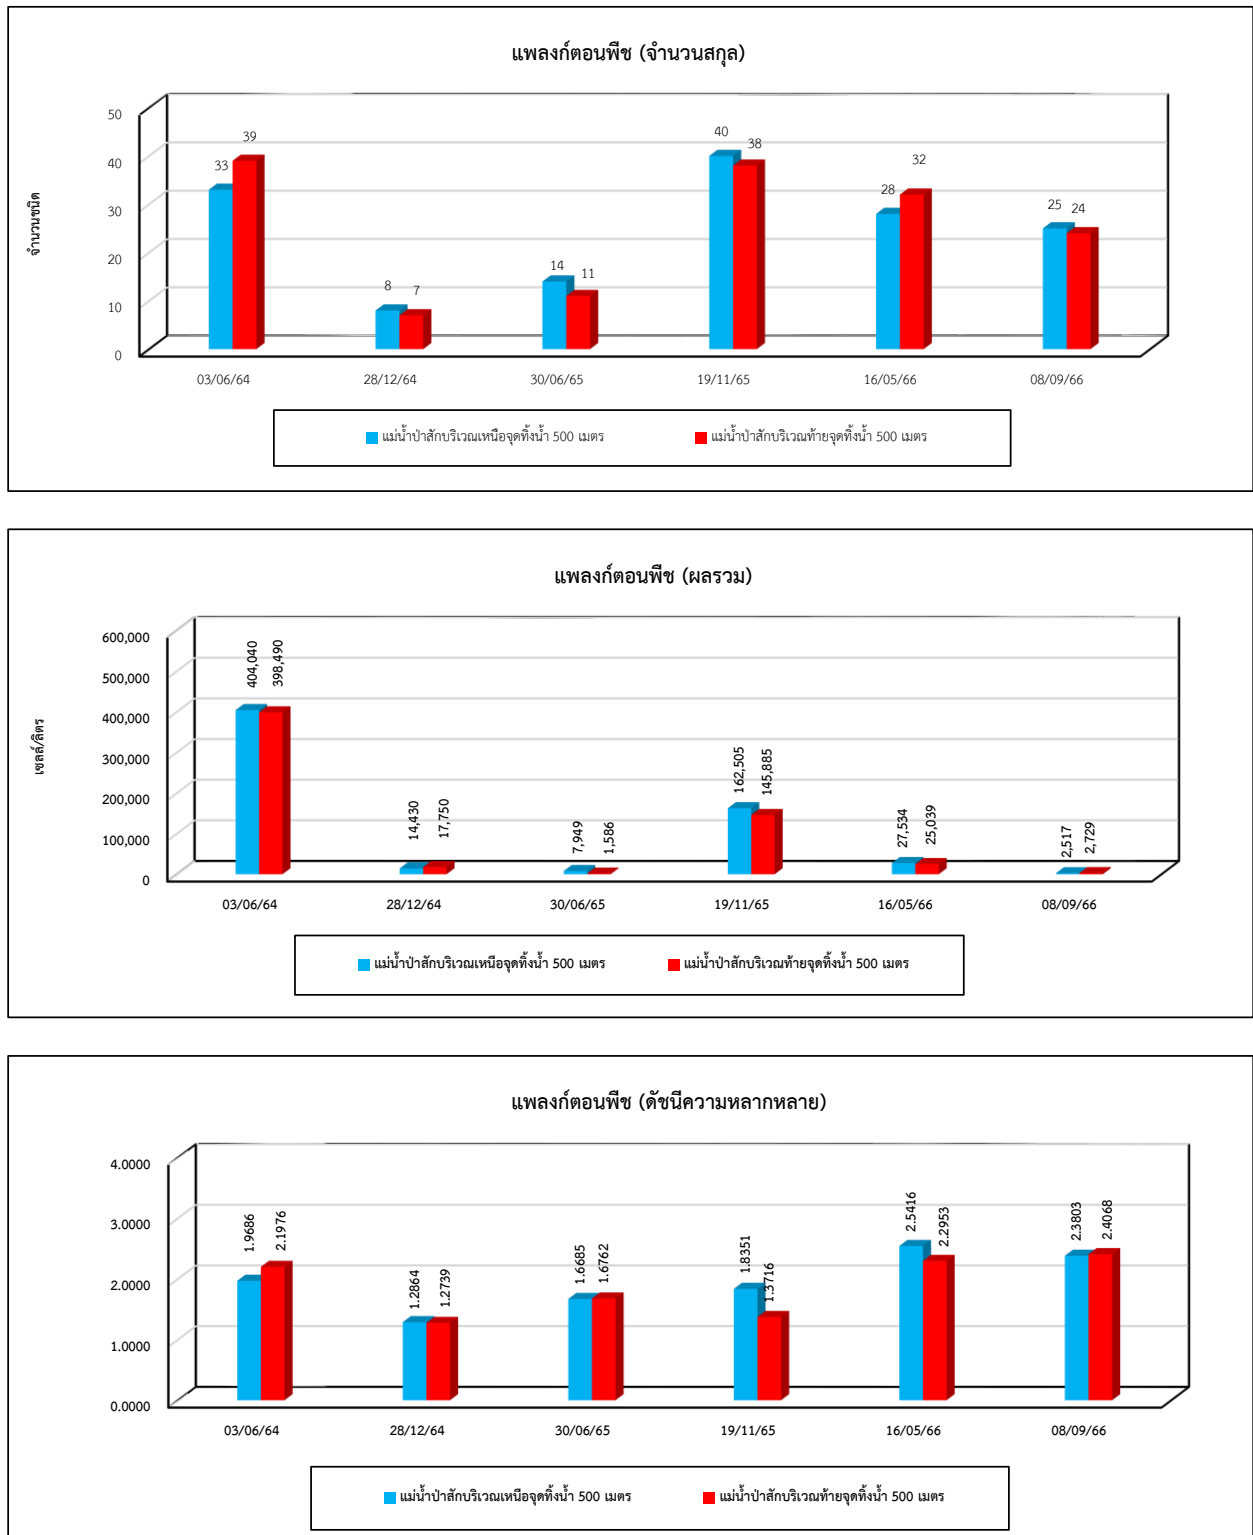 แพลงก์ตอนพืช (จำนวนสกุล)
จำนวนชนิด
50
40
30
20
10
0
33 39 8 7 14 11 40 38 28 32 25 24
03/06/64 28/12/64 30/06/65 19/11/65 16/05/66 08/09/66
แม่น้ำป่าสักบริเวณเหนือจุดทิ้งน้ำ 500 เมตร แม่น้ำป่าสักบริเวณท้ายจุดทิ้งน้ำ 500 เมตร
แพลงก์ตอนพืช (ผลรวม)
เซลล์/ลิตร
600,000
500,000
400,000
300,000
200,000
100,000
0
404,040 398,490 14,430 17,750 7,949 1,586 162,505 145,885 27,534 25,039 2,517 2,729
03/06/64 28/12/64 30/06/65 19/11/65 16/05/66 08/09/66
แม่น้ำป่าสักบริเวณเหนือจุดทิ้งน้ำ 500 เมตร แม่น้ำป่าสักบริเวณท้ายจุดทิ้งน้ำ 500 เมตร
แพลงก์ตอนพืช (ดัชนีความหลากหลาย)
4.0000
3.0000
2.0000
1.0000
0.0000
1.9686 2.1976 1.2864 1.2739 1.6685 1.6762 1.8351 1.3716 2.5416 2.2953 2.3803 2.4068
03/06/64 28/12/64 30/06/65 19/11/65 16/05/66 08/09/66
แม่น้ำป่าสักบริเวณเหนือจุดทิ้งน้ำ 500 เมตร แม่น้ำป่าสักบริเวณท้ายจุดทิ้งน้ำ 500 เมตร